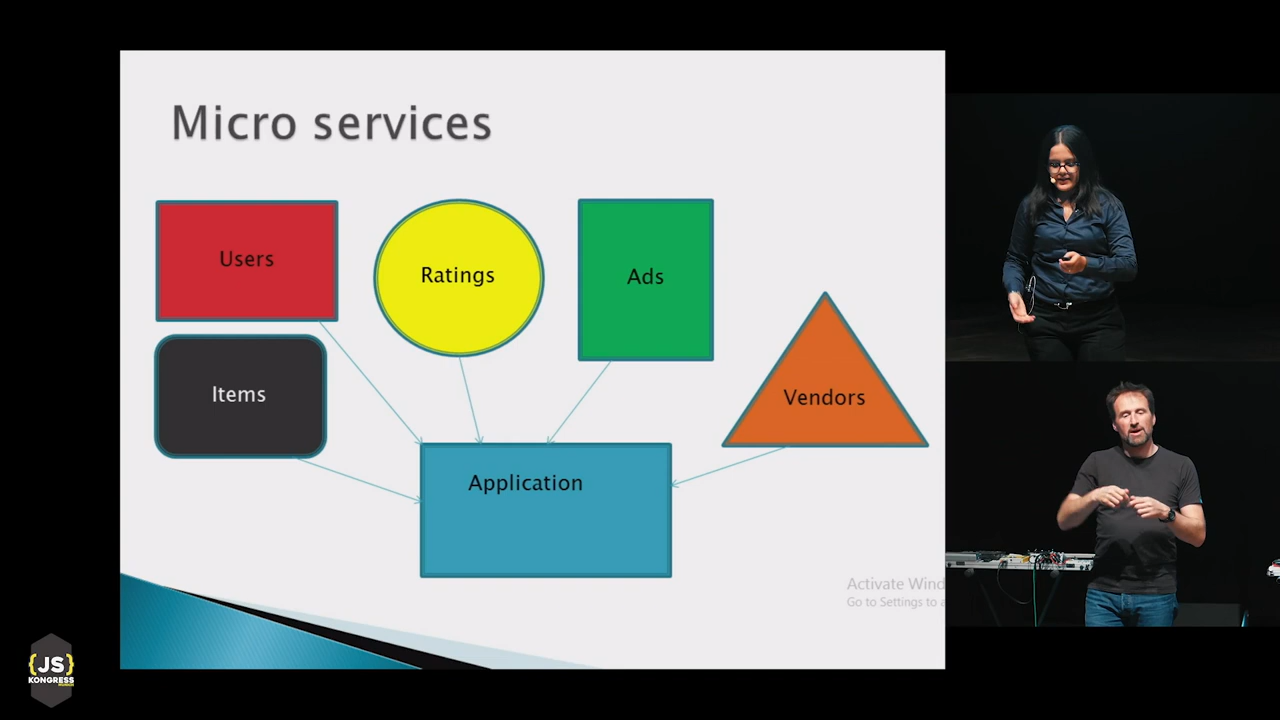 Micro services
Users
Ratings
Ads
Items
Vendors
Application
Activate Wind
Go to Settings to a
{JS}
KONGRESS